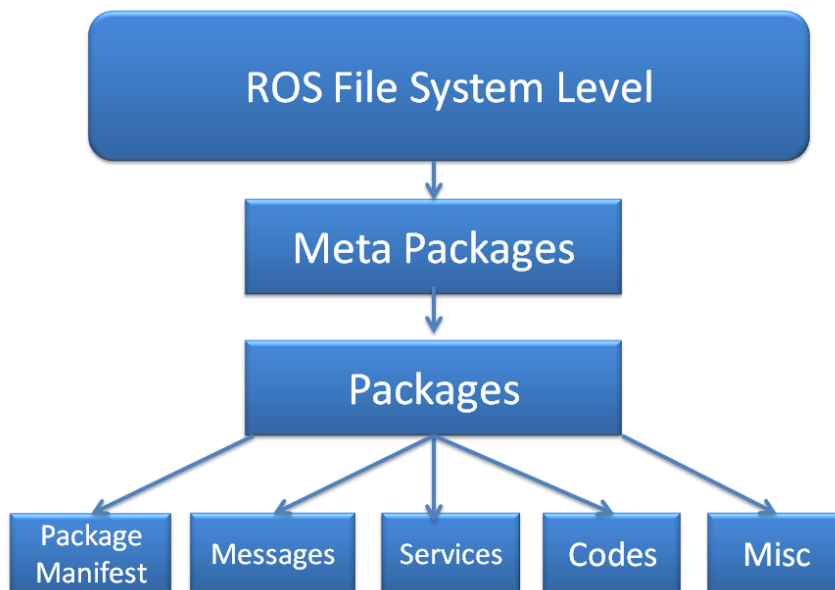 ROS File System Level
Meta Packages
Packages
Package
Manifest
Messages
Services
Codes
Misc